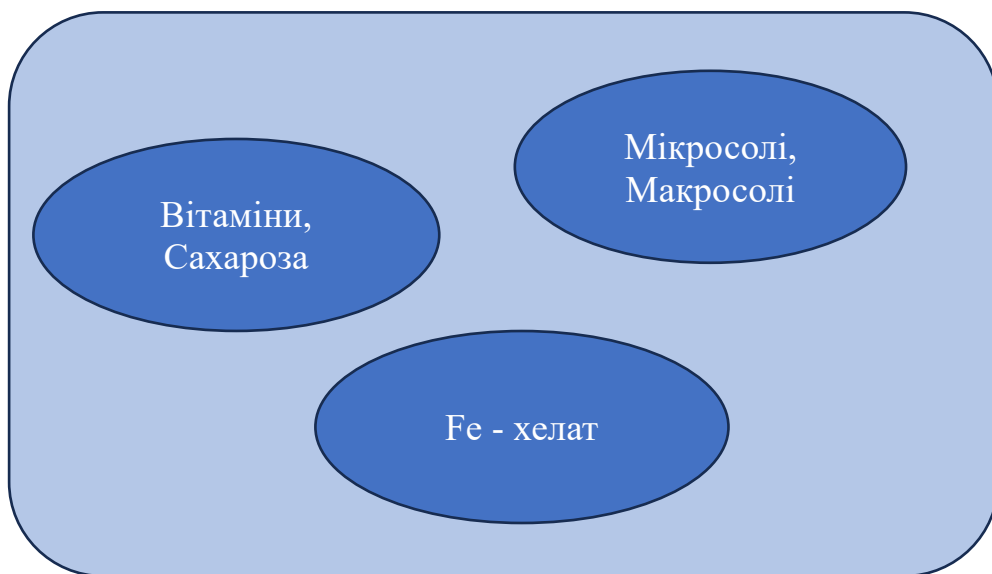 Мікросолі,
Макросолі
Вітаміни,
Сахароза
Fe - хелат